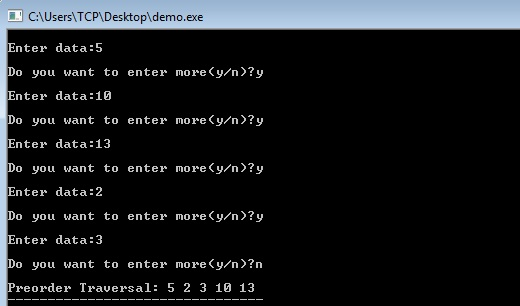 C:\Users\TCP\Desktop\demo.exe
Enter data:5
Do you want to enter more(y/n)?y
Enter data:10
Do you want to enter more(y/n)?y
Enter data:13
Do you want to enter more(y/n)?y
Enter data:2
Do you want to enter more(y/n)?y
Enter data:3
Do you want to enter more(y/n)?n
Preorder Traversal: 5 2 3 10 13
--------------------------------